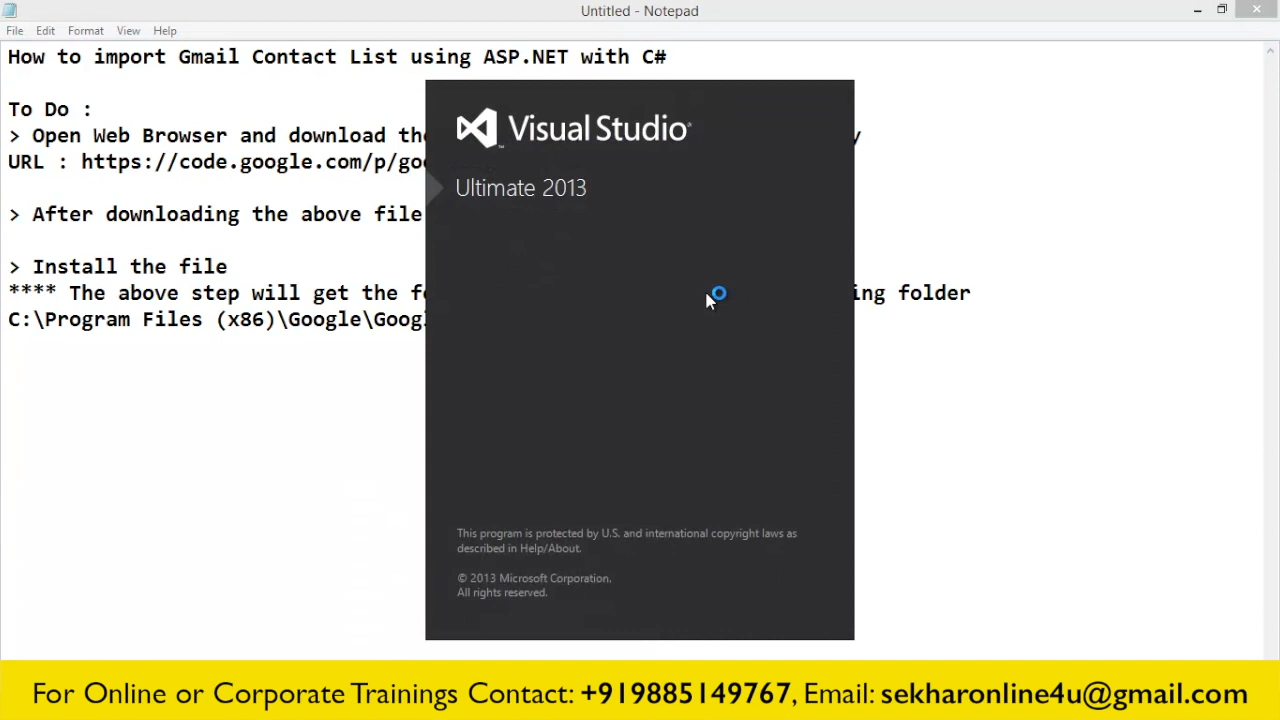 Untitled - Notepad
File Edit Format View Help
How to import Gmail Contact List using ASP.NET with C#
To Do :
> Open Web Browser and download
URL : https://code.google.com/p/
> After downloading the above file
> Install the file
**** The above step will get the ing folder
C:\Program Files (x86)\Google\
Visual Studio
Ultimate 2013
This program is protected by U.S. and international copyright laws as
described in Help/About.
© 2013 Microsoft Corporation.
All rights reserved.
For Online or Corporate Trainings Contact: +919885149767, Email: sekharonline4u@gmail.com